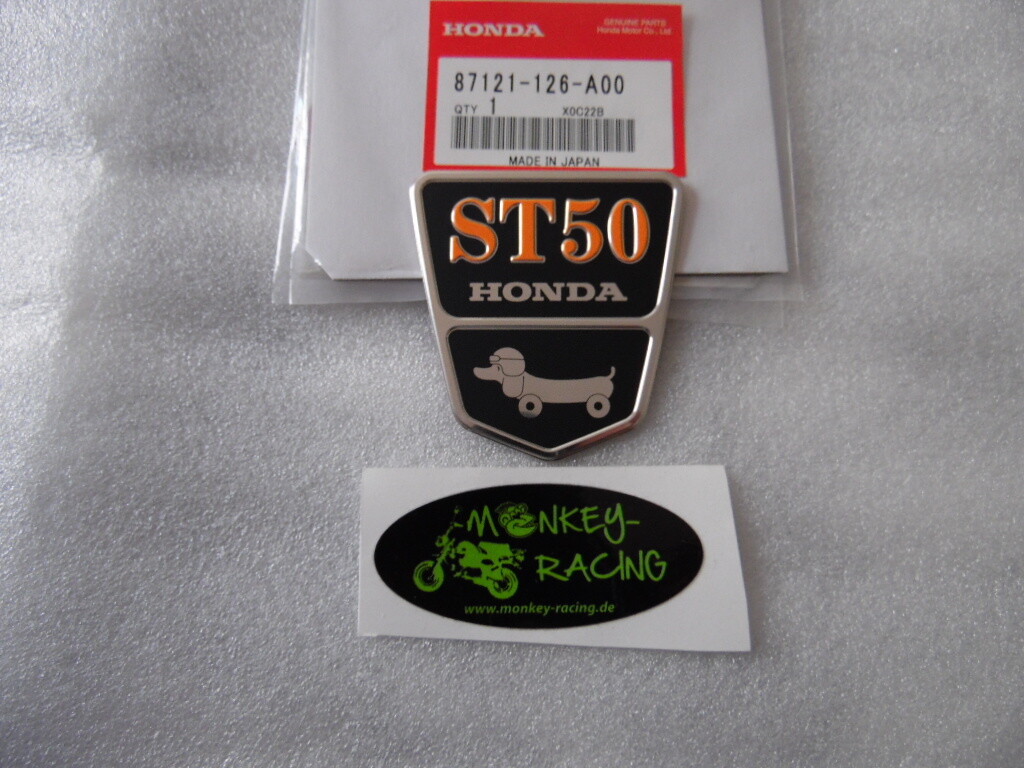 HONDA
GENUINE PARTS
Honda Motor Co., Ltd
87121-126-A00
QTY 1 X0C22B
MADE IN JAPAN
ST50
HONDA
MONKEY-
RACING
www.monkey-racing.de